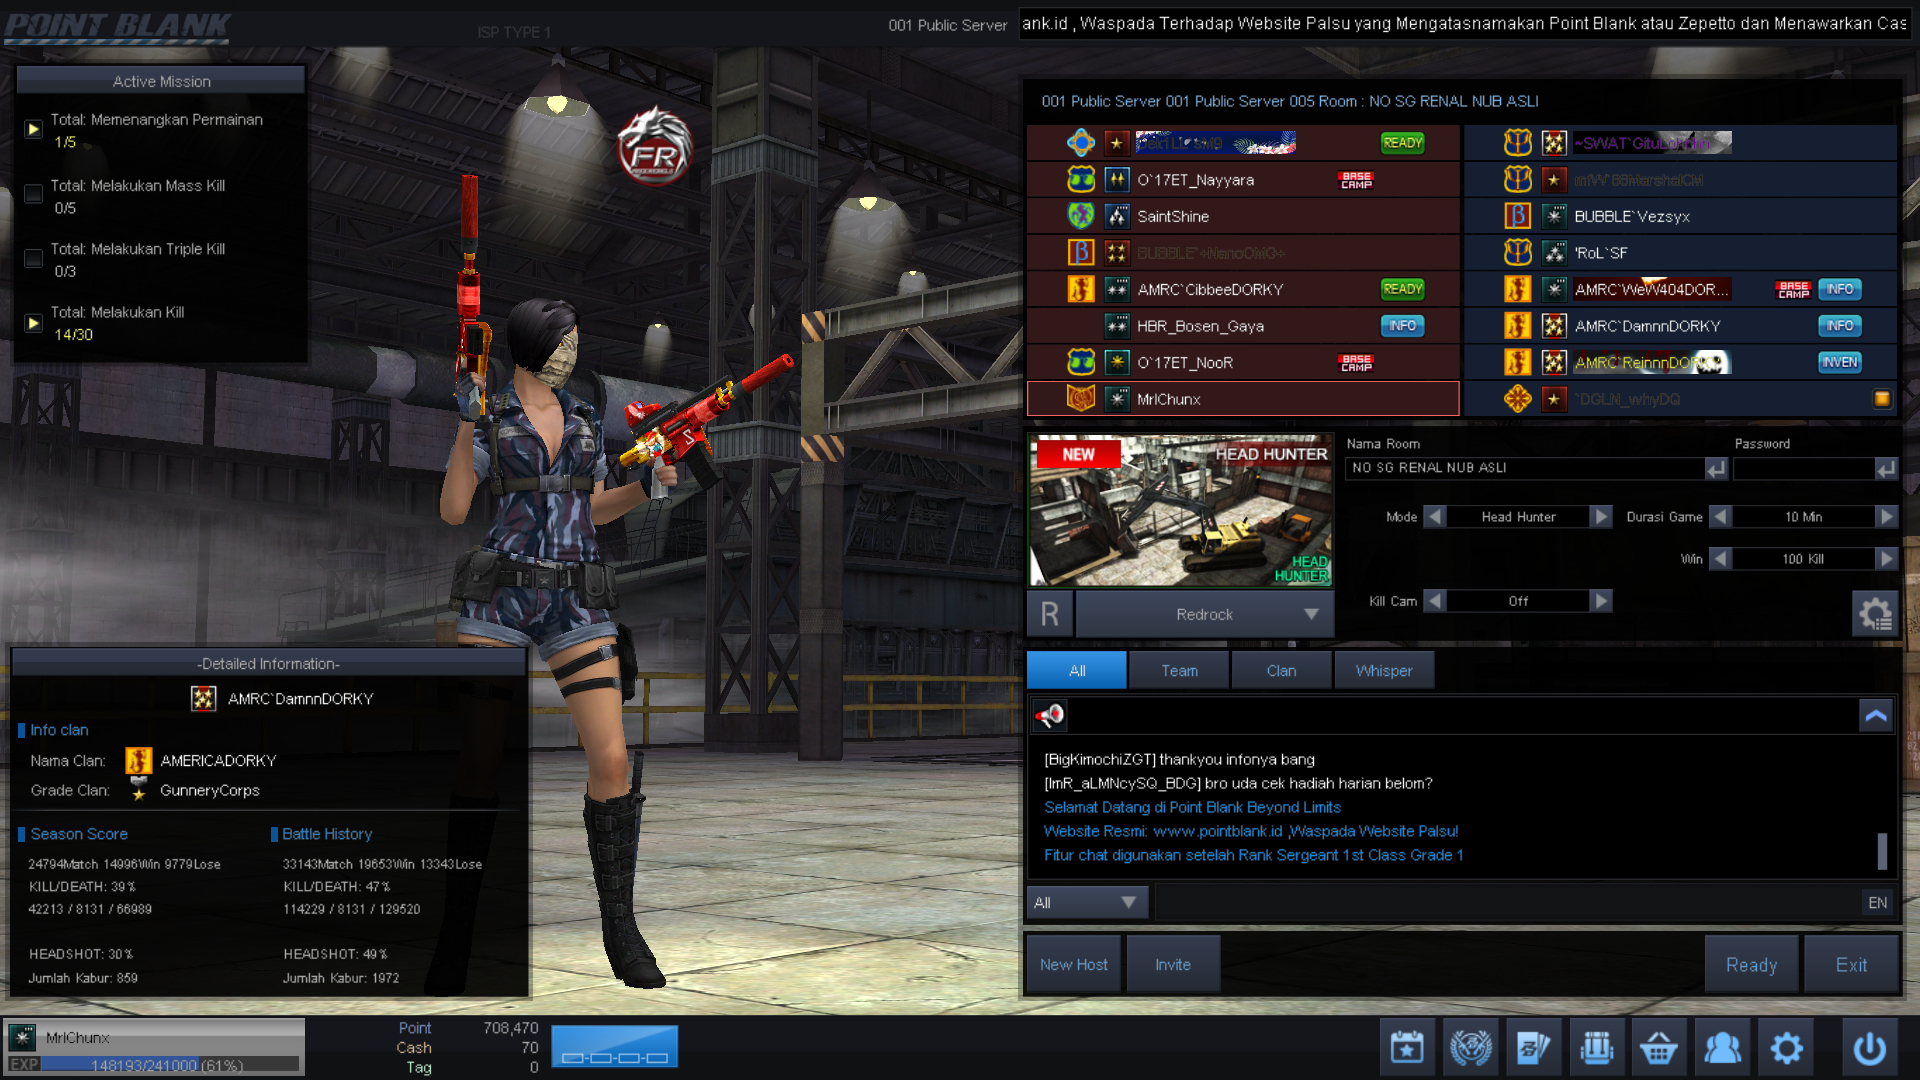 POINT BLANK
ISP TYPE 1
001 Public Server
ank.id , Waspada Terhadap Website Palsu yang Mengatasnamakan Point Blank atau Zepetto dan Menawarkan Cas
Active Mission
Total: Memenangkan Permainan
1/5
Total: Melakukan Mass Kill
0/5
Total: Melakukan Triple Kill
0/3
Total: Melakukan Kill
14/30
FR
001 Public Server 001 Public Server 005 Room : NO SG RENAL NUB ASLI
READY
O`17ET_Nayyara BASE CAMP
SaintShine
BUBBLE`+NanoOMG+
AMRC`CibbeeDORKY READY
HBR_Bosen_Gaya INFO
O`17ET_NooR BASE CAMP
MrlChunx
BUBBLE`Vezsyx
'RoL`SF
AMRC`WeW404DOR... BASE CAMP INFO
AMRC`DamnnDORKY INFO
AMRC`ReinnnDORKY INVEN
`DGLN_whyDQ
NEW
HEAD HUNTER
HEAD
HUNTER
R
Redrock
Nama Room
Password
NO SG RENAL NUB ASLI
Mode Head Hunter
Durasi Game 10 Min
Win 100 Kill
Kill Cam Off
All Team Clan Whisper
[BigKimochiZGT] thankyou infonya bang
[ImR_aLMNcySQ_BDG] bro uda cek hadiah harian belom?
Selamat Datang di Point Blank Beyond Limits
Website Resmi: www.pointblank.id ,Waspada Website Palsu!
Fitur chat digunakan setelah Rank Sergeant 1st Class Grade 1
All
EN
New Host Invite Ready Exit
-Detailed Information-
AMRC`DamnnDORKY
Info clan
Nama Clan: AMERICADORKY
Grade Clan: GunneryCorps
Season Score
24794Match 14996Win 9779Lose
KILL/DEATH: 39%
42213 / 8131 / 66989
HEADSHOT: 30%
Jumlah Kabur: 859
Battle History
33143Match 19653Win 13343Lose
KILL/DEATH: 47%
114229 / 8131 / 129520
HEADSHOT: 49%
Jumlah Kabur: 1972
MrlChunx
EXP 148193/241000 (61%)
Point 708,470
Cash 70
Tag 0